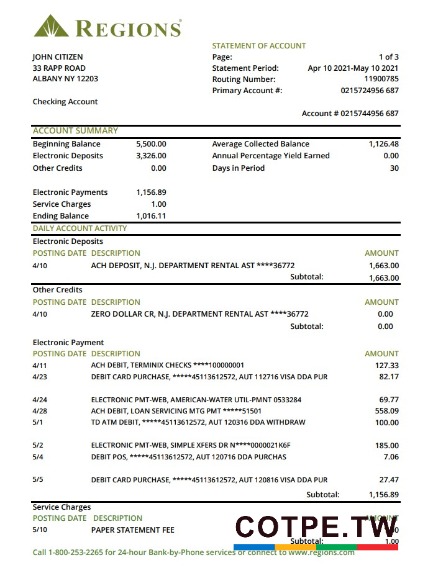 REGIONS
STATEMENT OF ACCOUNT
JOHN CITIZEN
33 RAPP ROAD
ALBANY NY 12203
Page: 1 of 3
Statement Period: Apr 10 2021-May 10 2021
Routing Number: 11900785
Primary Account #: 0215724956 687
Checking Account
Account # 0215744956 687
ACCOUNT SUMMARY
Beginning Balance 5,500.00 Average Collected Balance 1,126.48
Electronic Deposits 3,326.00 Annual Percentage Yield Earned 0.00
Other Credits 0.00 Days in Period 30
Electronic Payments 1,156.89
Service Charges 1.00
Ending Balance 1,016.11
DAILY ACCOUNT ACTIVITY
Electronic Deposits
POSTING DATE DESCRIPTION AMOUNT
4/10 ACH DEPOSIT, N.J. DEPARTMENT RENTAL AST ****36772 1,663.00
Subtotal: 1,663.00
Other Credits
POSTING DATE DESCRIPTION AMOUNT
4/10 ZERO DOLLAR CR, N.J. DEPARTMENT RENTAL AST ****36772 0.00
Subtotal: 0.00
Electronic Payment
POSTING DATE DESCRIPTION AMOUNT
4/11 ACH DEBIT, TERMINIX CHECKS ****100000001 127.33
4/23 DEBIT CARD PURCHASE, *****45113612572, AUT 112716 VISA DDA PUR 82.17
4/24 ELECTRONIC PMT-WEB, AMERICAN-WATER UTIL-PMNT 0533284 69.77
4/28 ACH DEBIT, LOAN SERVICING MTG PMT *****51501 558.09
5/1 TD ATM DEBIT, *****45113612572, AUT 120316 DDA WITHDRAW 100.00
5/2 ELECTRONIC PMT-WEB, SIMPLE XFERS DR N****0000021K6F 185.00
5/4 DEBIT POS, *****45113612572, AUT 120716 DDA PURCHAS 7.06
5/5 DEBIT CARD PURCHASE, *****45113612572, AUT 120816 VISA DDA PUR 27.47
Subtotal: 1,156.89
Service Charges
POSTING DATE DESCRIPTION
5/10 PAPER STATEMENT FEE
COTPE.TW
Subtotal: 1.00
Call 1-800-253-2265 for 24-hour Bank-by-Phone services or connect to www.regions.com